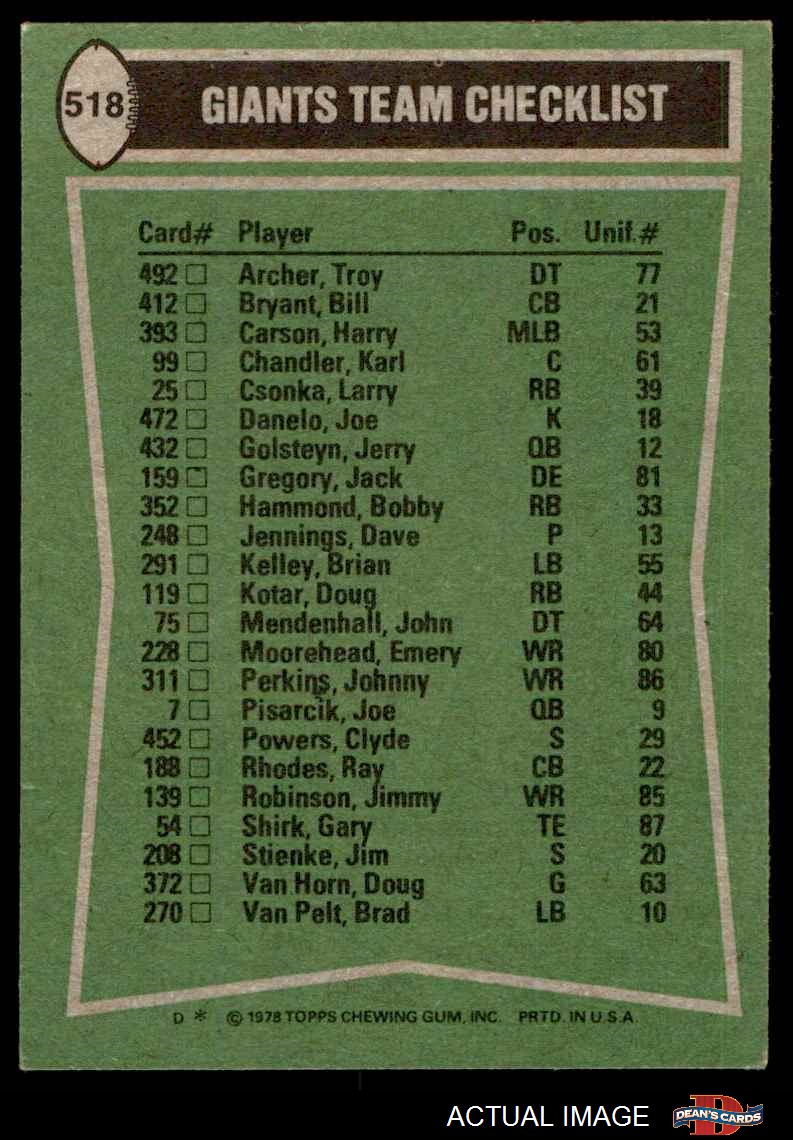 518 GIANTS TEAM CHECKLIST
Card# Player Pos. Unif.#
492 Archer, Troy DT 77
412 Bryant, Bill CB 21
393 Carson, Harry MLB 53
99 Chandler, Karl C 61
25 Csonka, Larry RB 39
472 Danelo, Joe K 18
432 Golsteyn, Jerry QB 12
159 Gregory, Jack DE 81
352 Hammond, Bobby RB 33
248 Jennings, Dave P 13
291 Kelley, Brian LB 55
119 Kotar, Doug RB 44
75 Mendenhall, John DT 64
228 Moorehead, Emery WR 80
311 Perkins, Johnny WR 86
7 Pisarcik, Joe QB 9
452 Powers, Clyde S 29
188 Rhodes, Ray CB 22
139 Robinson, Jimmy WR 85
54 Shirk, Gary TE 87
208 Stienke, Jim S 20
372 Van Horn, Doug G 63
270 Van Pelt, Brad LB 10
D * © 1978 TOPPS CHEWING GUM, INC. PRTD. IN U.S.A.
ACTUAL IMAGE D DEAN'S CARDS